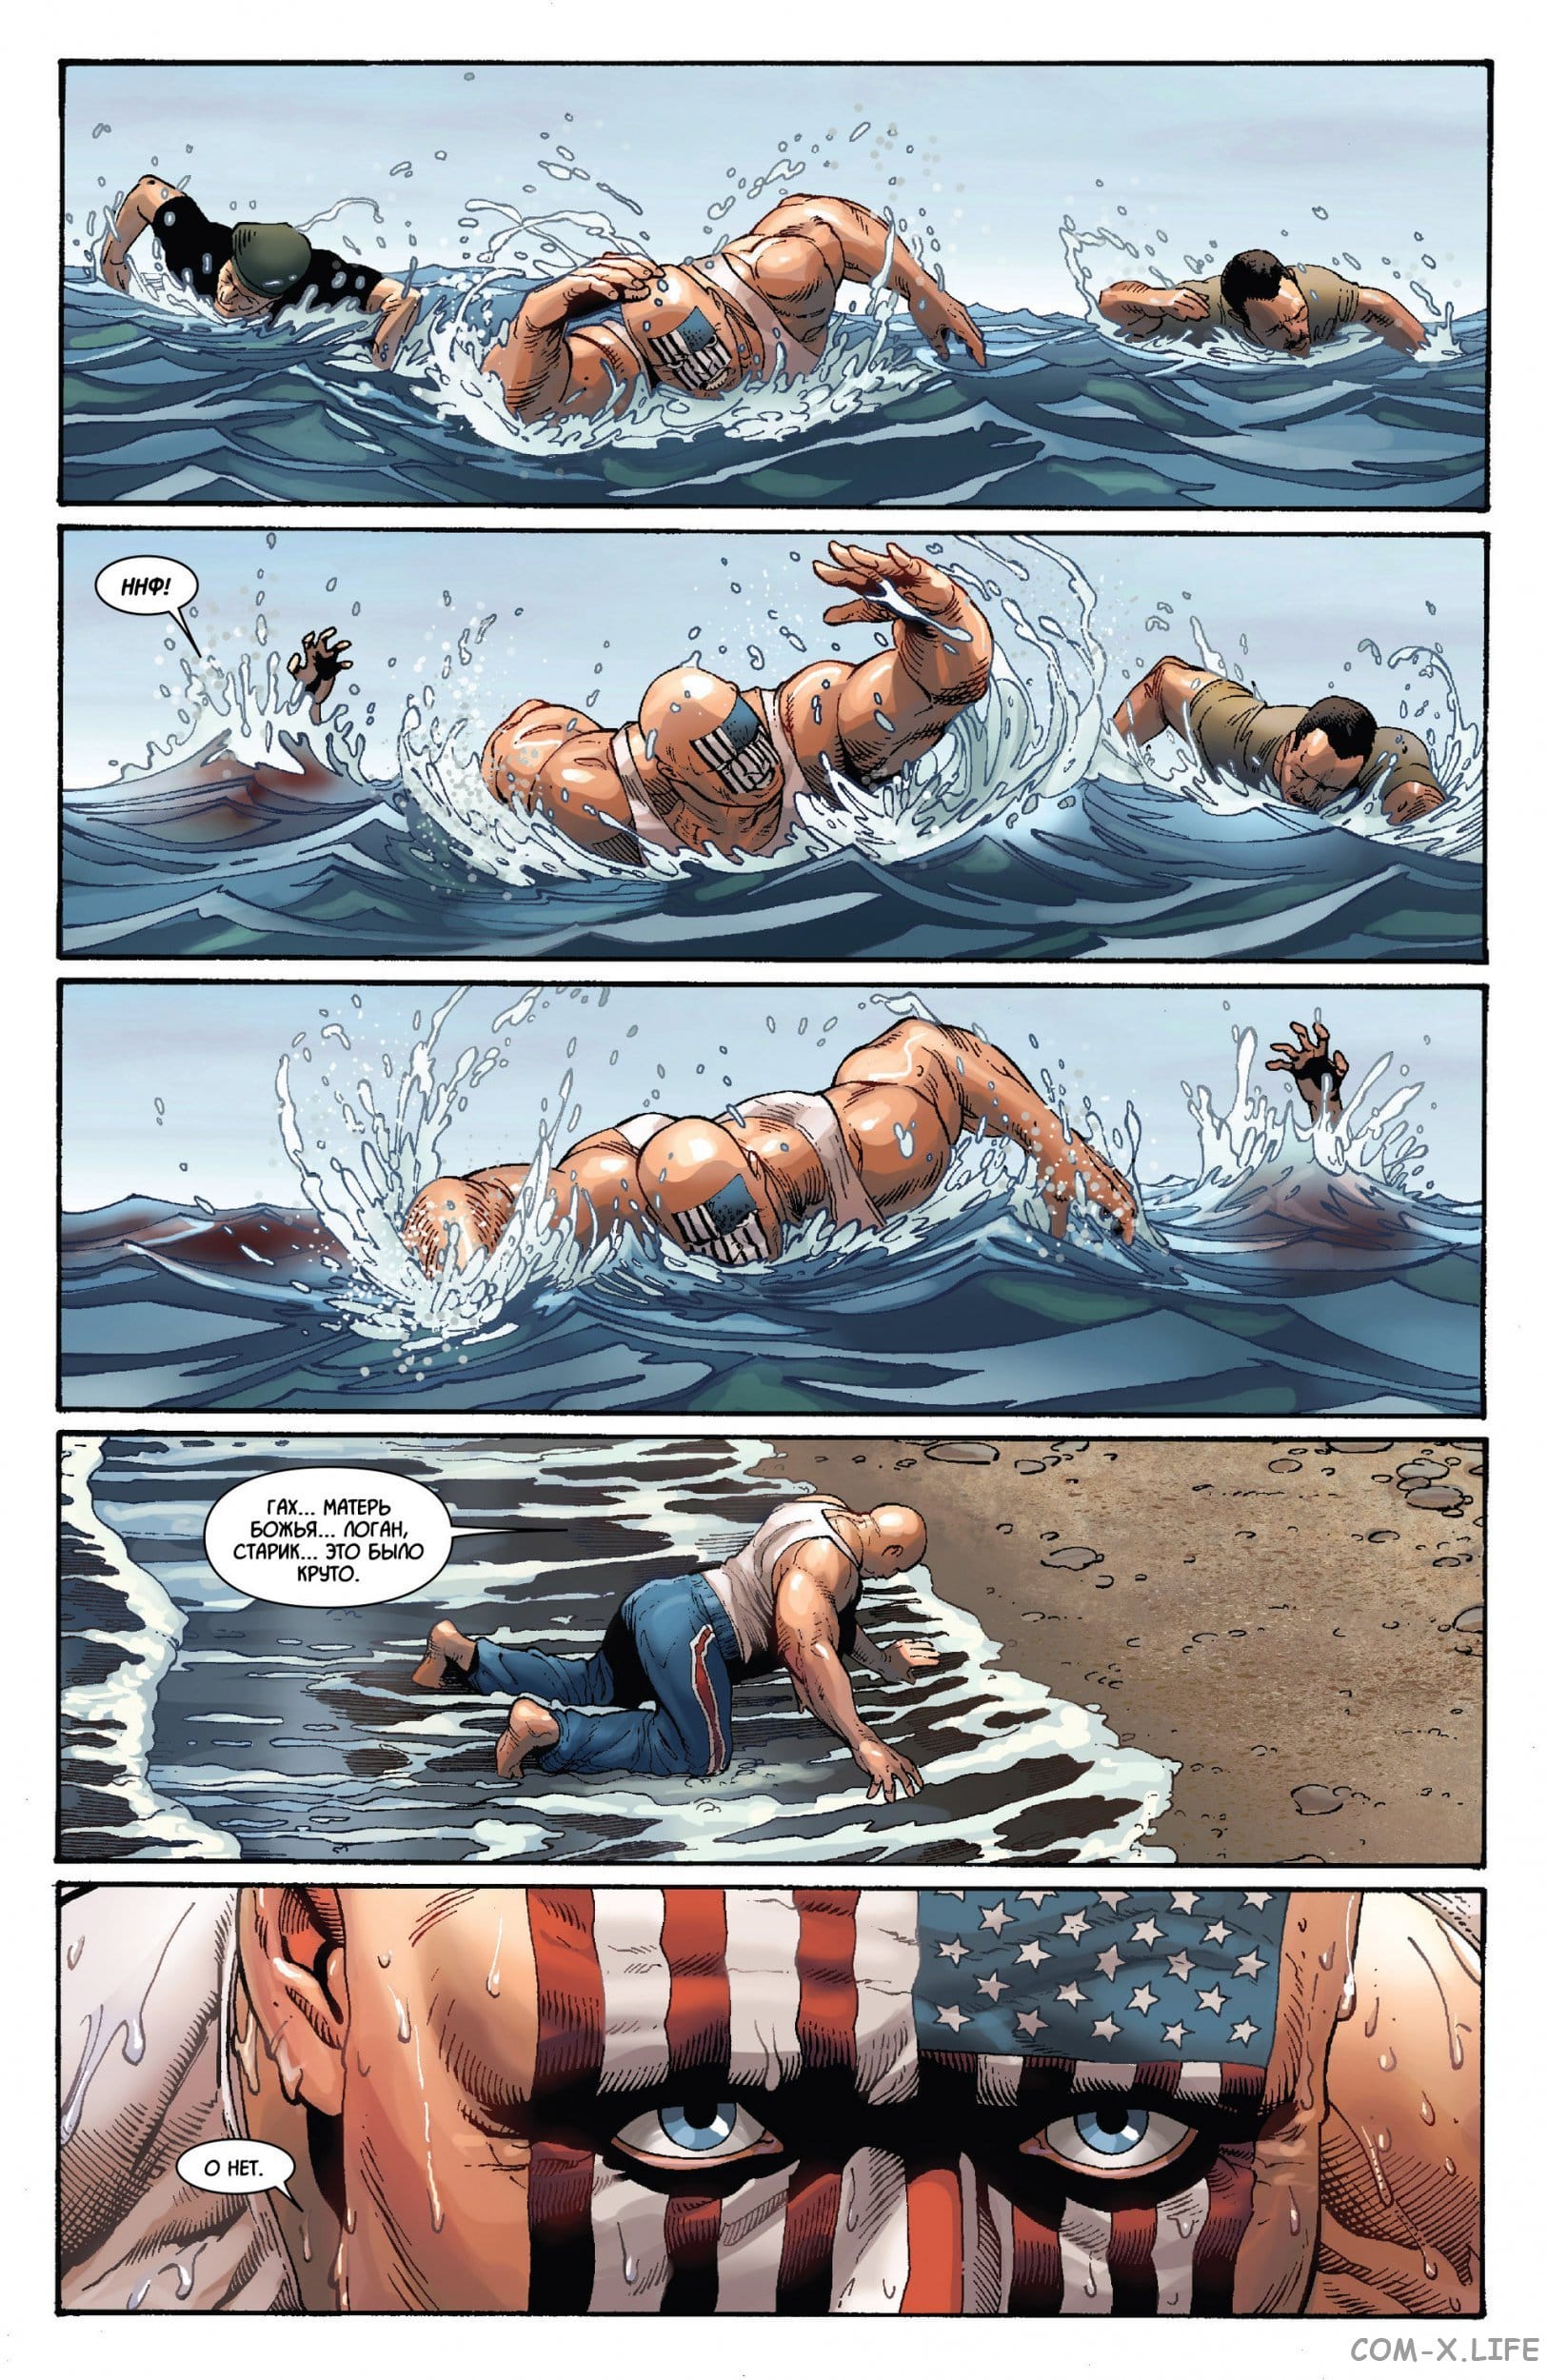 ННФ!
ГАХ... МАТЕРЬ
БОЖЬЯ... ЛОГАН,
СТАРИК... ЭТО БЫЛО
КРУТО.
О НЕТ.
COM-X.LIFE